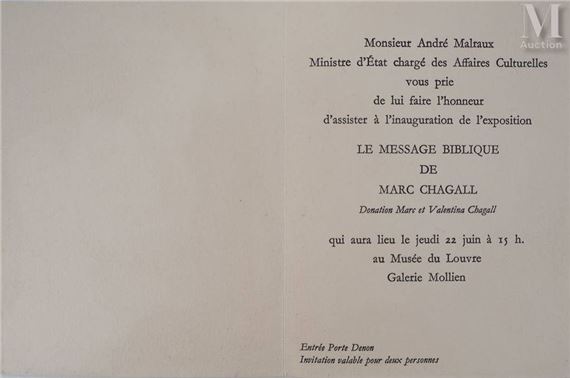 M
Auction
Monsieur André Malraux
Ministre d'État chargé des Affaires Culturelles
vous prie
de lui faire l'honneur
d'assister à l'inauguration de l'exposition
LE MESSAGE BIBLIQUE
DE
MARC CHAGALL
Donation Marc et Valentina Chagall
qui aura lieu le jeudi 22 juin à 15 h.
au Musée du Louvre
Galerie Mollien
Entrée Porte Denon
Invitation valable pour deux personnes